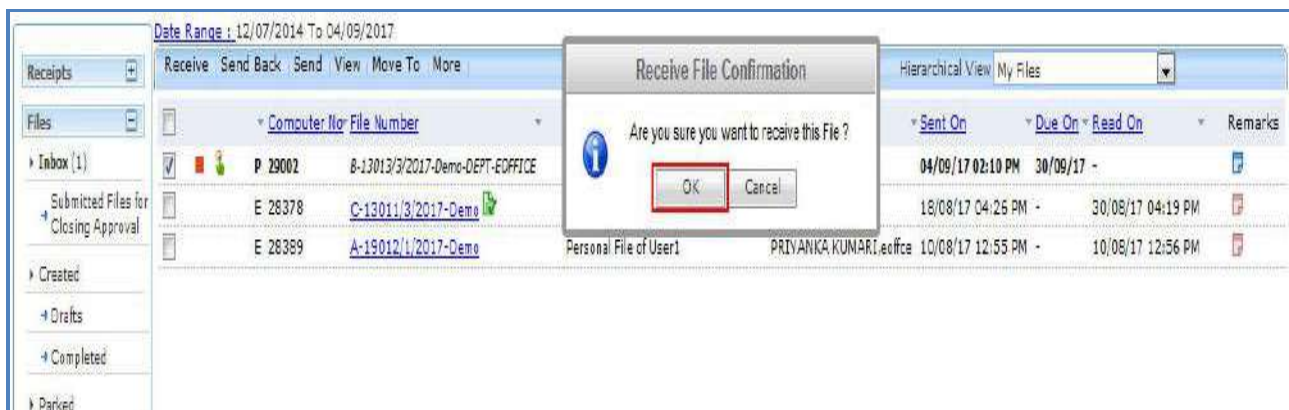 Date Range : 12/07/2014 To 04/09/2017
Receipts
Files
Inbox (1)
Submitted Files for
Closing Approval
Created
Drafts
Completed
Parked
Receive Send Back Send View Move To More
Hierarchical View My Files
Computer No File Number Sent On Due On Read On Remarks
P 29002 B-13013/3/2017-Demo-DEPT-EOFFICE 04/09/17 02:10 PM 30/09/17 -
E 28378 C-13011/3/2017-Demo 18/08/17 04:26 PM - 30/08/17 04:19 PM
E 28389 A-19012/1/2017-Demo Personal File of User1 PRIYANKA KUMARI,eoffce 10/08/17 12:55 PM - 10/08/17 12:56 PM
Receive File Confirmation
Are you sure you want to receive this File ?
OK Cancel